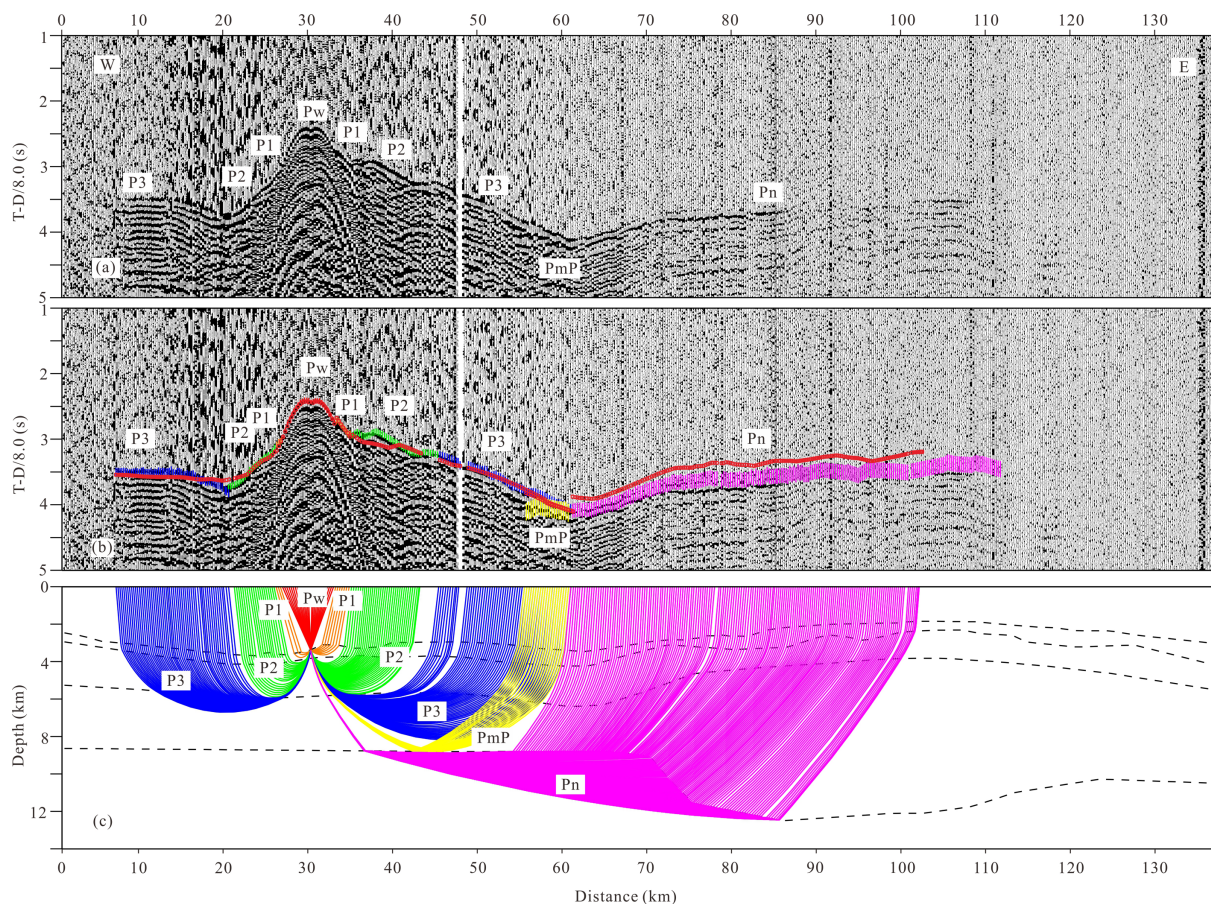 0 10 20 30 40 50 60 70 80 90 100 110 120 130
1
W
E
2
Pw
P1
P1
P2
T-D/8.0 (s)
3
P3
P2
P3
Pn
4
(a)
PmP
5
1
2
Pw
P1
P1
P2
T-D/8.0 (s)
3
P3
P2
P3
Pn
4
(b)
PmP
5
0
Pw
P1
P1
4
P2
P2
P3
P3
Depth (km)
8
PmP
Pn
12
(c)
0 10 20 30 40 50 60 70 80 90 100 110 120 130
Distance (km)